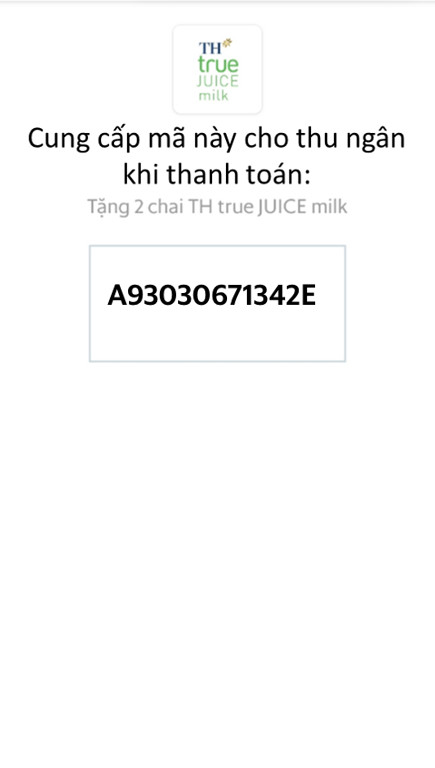 TH
true
JUICE
milk
Cung cấp mã này cho thu ngân
khi thanh toán:
Tặng 2 chai TH true JUICE milk
A93030671342E